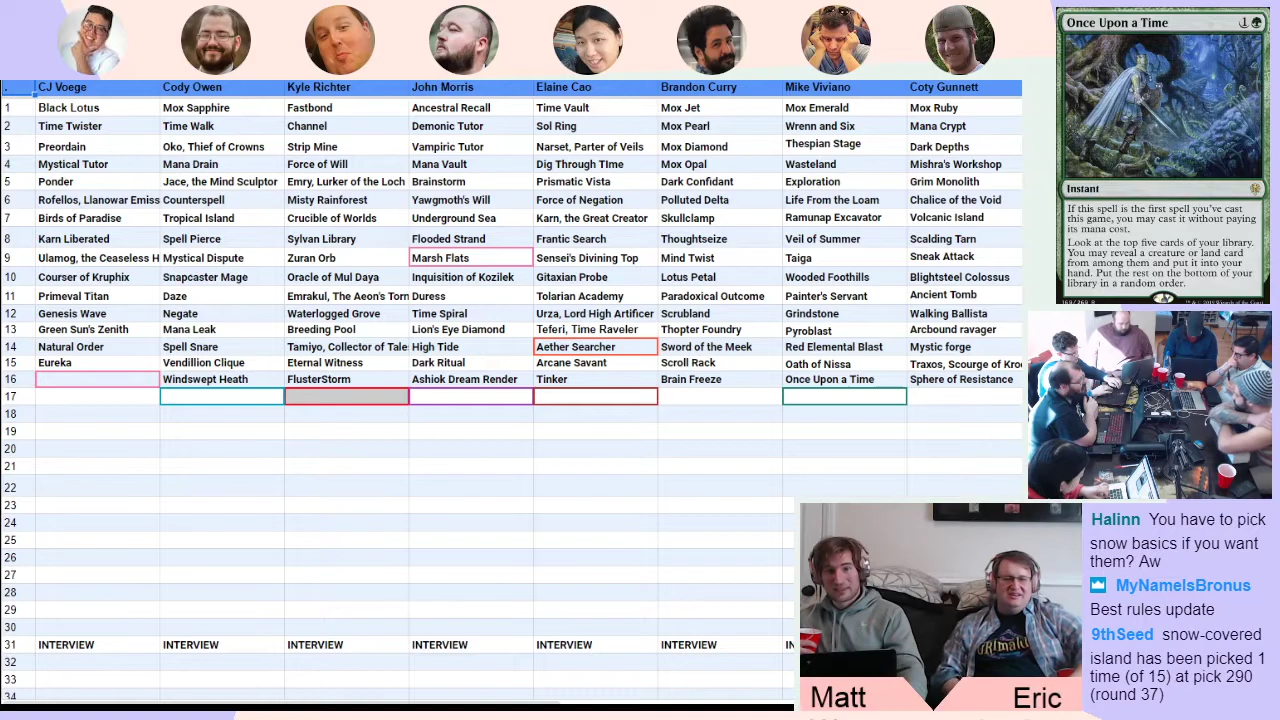 . CJ Voege Cody Owen Kyle Richter John Morris Elaine Cao Brandon Curry Mike Viviano Coty Gunnett
1 Black Lotus Mox Sapphire Fastbond Ancestral Recall Time Vault Mox Jet Mox Emerald Mox Ruby
2 Time Twister Time Walk Channel Demonic Tutor Sol Ring Mox Pearl Wrenn and Six Mana Crypt
3 Preordain Oko, Thief of Crowns Strip Mine Vampiric Tutor Narset, Parter of Veils Mox Diamond Thespian Stage Dark Depths
4 Mystical Tutor Mana Drain Force of Will Mana Vault Dig Through TIme Mox Opal Wasteland Mishra's Workshop
5 Ponder Jace, the Mind Sculptor Emry, Lurker of the Loch Brainstorm Prismatic Vista Dark Confidant Exploration Grim Monolith
6 Rofellos, Llanowar Emiss Counterspell Misty Rainforest Yawgmoth's Will Force of Negation Polluted Delta Life From the Loam Chalice of the Void
7 Birds of Paradise Tropical Island Crucible of Worlds Underground Sea Karn, the Great Creator Skullclamp Ramunap Excavator Volcanic Island
8 Karn Liberated Spell Pierce Sylvan Library Flooded Strand Frantic Search Thoughtseize Veil of Summer Scalding Tarn
9 Ulamog, the Ceaseless H Mystical Dispute Zuran Orb Marsh Flats Sensei's Divining Top Mind Twist Taiga Sneak Attack
10 Courser of Kruphix Snapcaster Mage Oracle of Mul Daya Inquisition of Kozilek Gitaxian Probe Lotus Petal Wooded Foothills Blightsteel Colossus
11 Primeval Titan Daze Emrakul, The Aeon's Torn Duress Tolarian Academy Paradoxical Outcome Painter's Servant Ancient Tomb
12 Genesis Wave Negate Waterlogged Grove Time Spiral Urza, Lord High Artificer Scrubland Grindstone Walking Ballista
13 Green Sun's Zenith Mana Leak Breeding Pool Lion's Eye Diamond Teferi, Time Raveler Thopter Foundry Pyroblast Arcbound ravager
14 Natural Order Spell Snare Tamiyo, Collector of Tale High Tide Aether Searcher Sword of the Meek Red Elemental Blast Mystic forge
15 Eureka Vendillion Clique Eternal Witness Dark Ritual Arcane Savant Scroll Rack Oath of Nissa Traxos, Scourge of Kro
16 Windswept Heath FlusterStorm Ashiok Dream Render Tinker Brain Freeze Once Upon a Time Sphere of Resistance
17
18
19
20
21
22
23
24
25
26
27
28
29
30
31 INTERVIEW INTERVIEW INTERVIEW INTERVIEW INTERVIEW INTERVIEW IN
32
33
34
Once Upon a Time 1
Instant
If this spell is the first spell you've cast
this game, you may cast it without paying
its mana cost.
Look at the top five cards of your library.
You may reveal a creature or land card
from among them and put it into your
hand. Put the rest on the bottom of your
library in a random order.
Halinn You have to pick
snow basics if you want
them? Aw
MyNameIsBronus
Best rules update
9thSeed snow-covered
island has been picked 1
time (of 15) at pick 290
(round 37)
Matt Eric